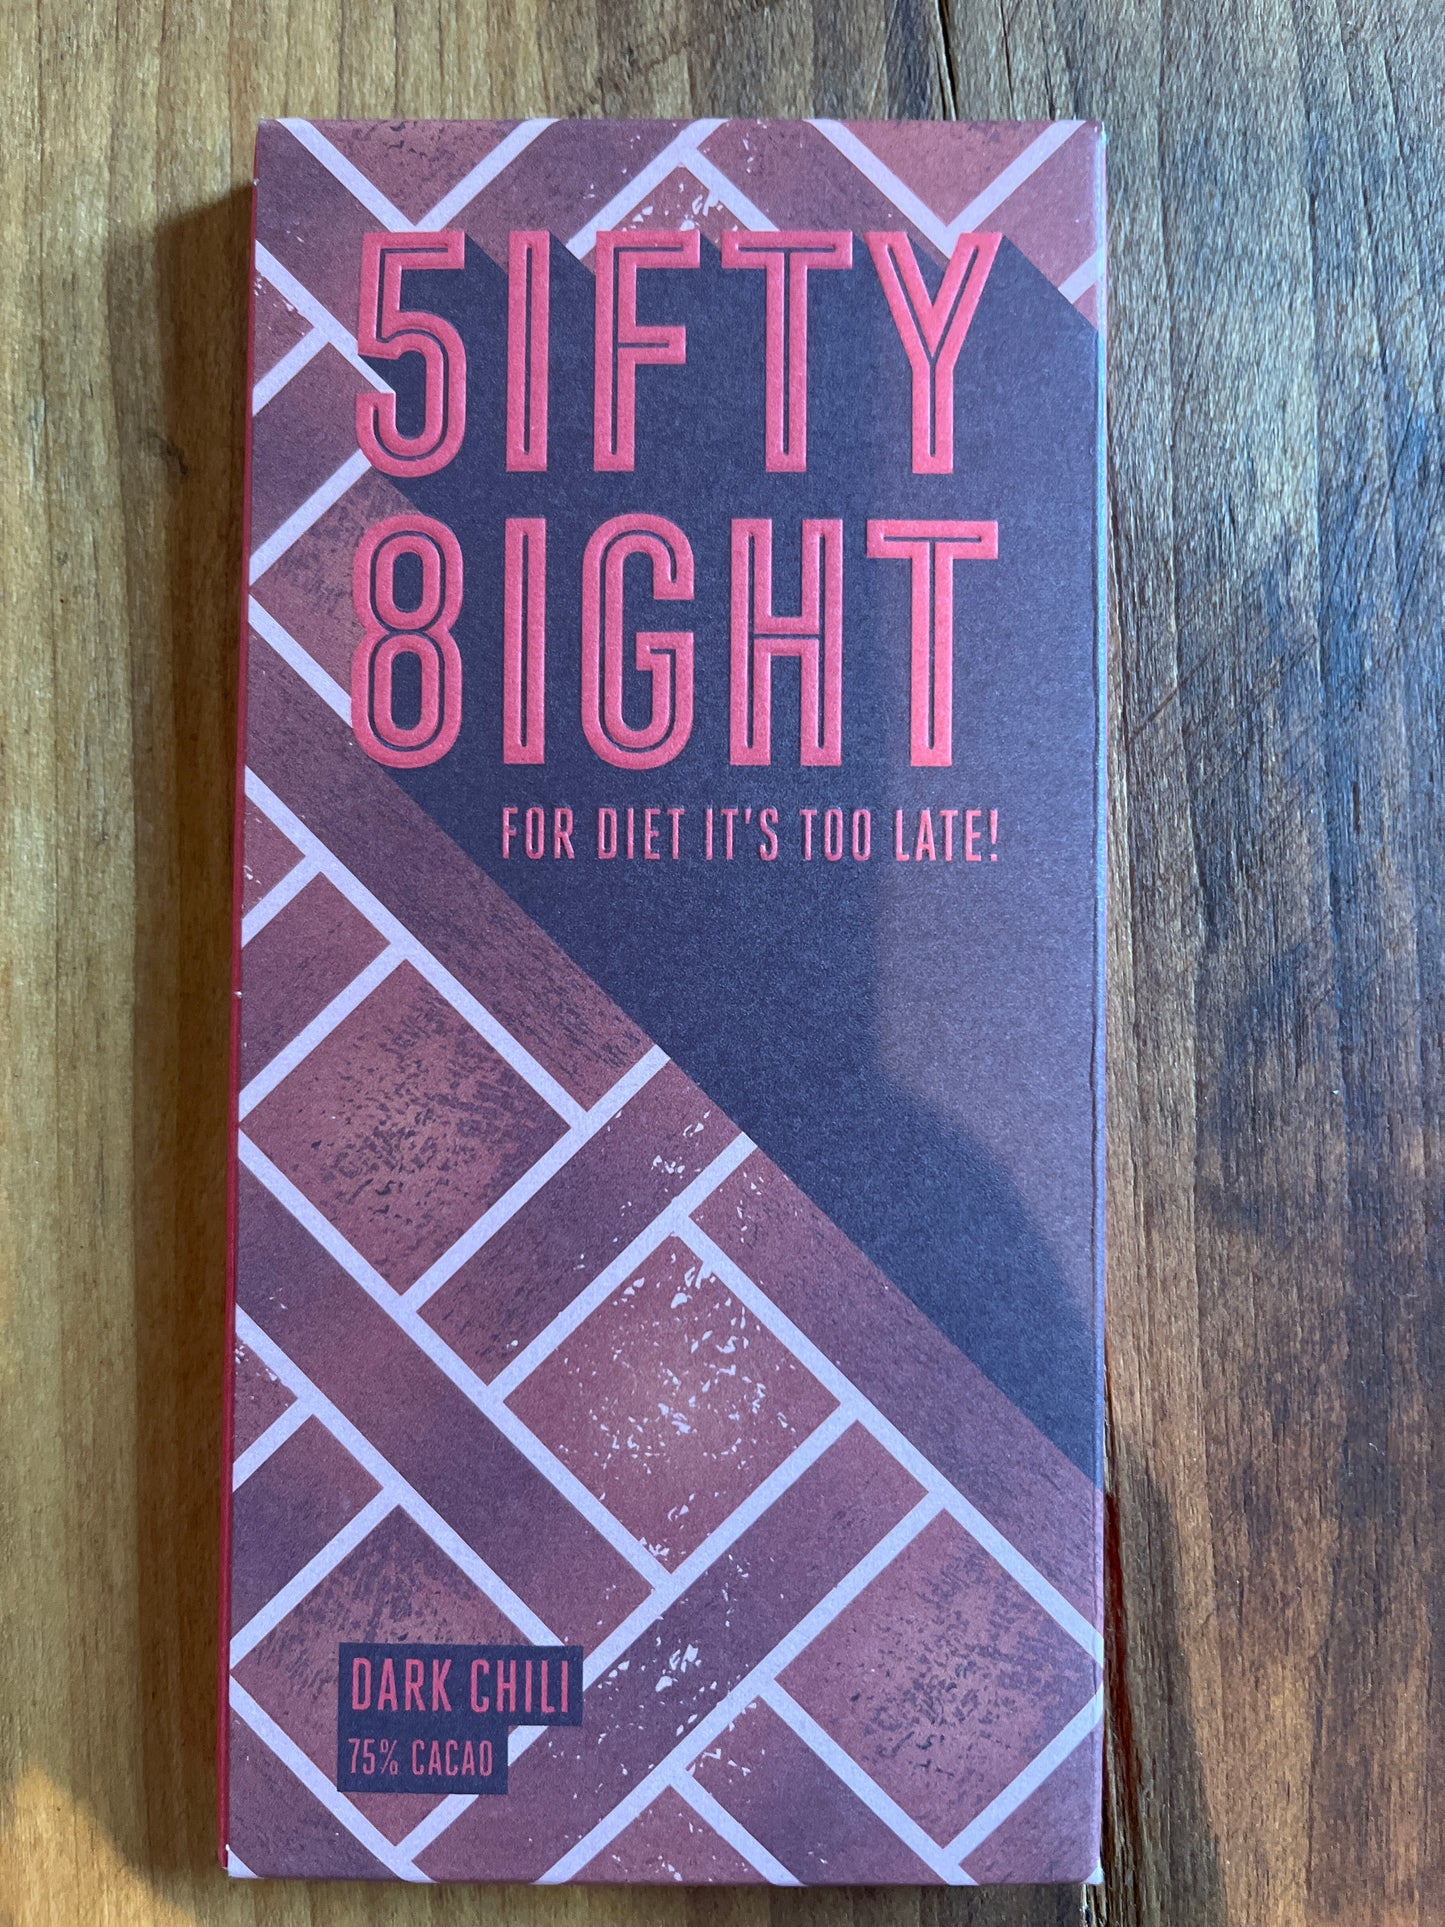 5IFTY
8IGHT
FOR DIET IT'S TOO LATE!
DARK CHILI
75% CACAO